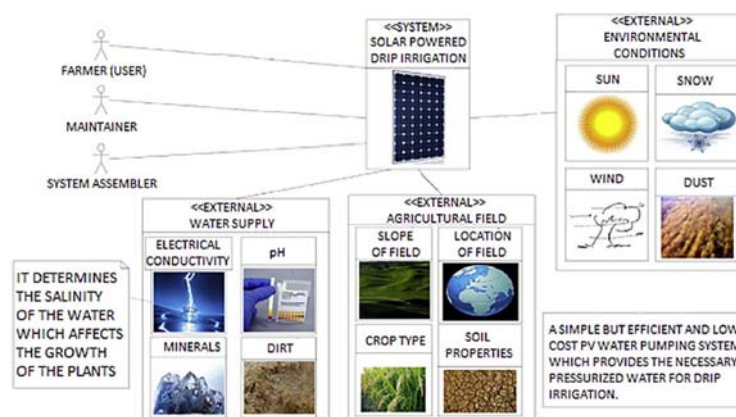 <<SYSTEM>>
SOLAR POWERED
DRIP IRRIGATION
FARMER (USER)
MAINTAINER
SYSTEM ASSEMBLER
<<EXTERNAL>>
ENVIRONMENTAL
CONDITIONS
SUN
SNOW
WIND
DUST
<<EXTERNAL>>
WATER SUPPLY
ELECTRICAL
CONDUCTIVITY
pH
MINERALS
DIRT
<<EXTERNAL>>
AGRICULTURAL FIELD
SLOPE
OF FIELD
LOCATION
OF FIELD
CROP TYPE
SOIL
PROPERTIES
IT DETERMINES
THE SALINITY
OF THE WATER
WHICH AFFECTS
THE GROWTH
OF THE PLANTS
A SIMPLE BUT EFFICIENT AND LOW
COST PV WATER PUMPING SYSTEM
WHICH PROVIDES THE NECESSARY
PRESSURIZED WATER FOR DRIP
IRRIGATION.